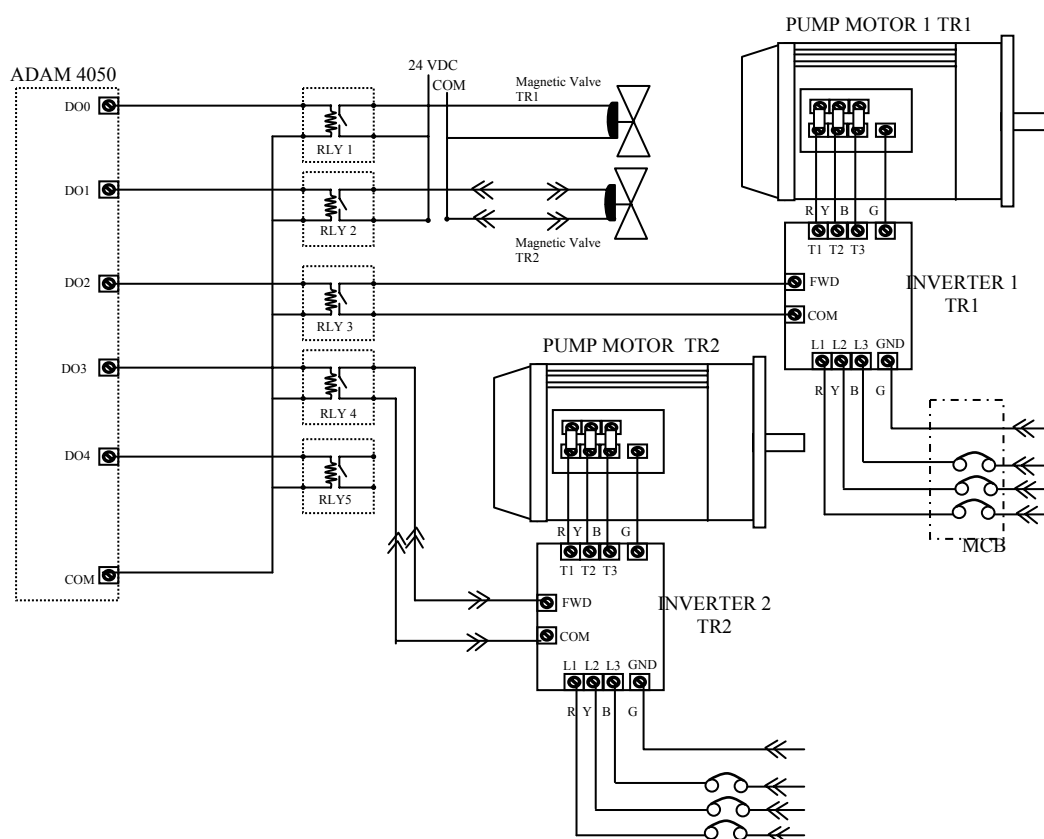 PUMP MOTOR 1 TR1
ADAM 4050
24 VDC
COM
Magnetic Valve
TR1
DO0
RLY 1
DO1
RLY 2
Magnetic Valve
TR2
R Y B G
T1 T2 T3
DO2
RLY 3
FWD
COM
INVERTER 1
TR1
L1 L2 L3 GND
R Y B G
PUMP MOTOR TR2
DO3
RLY 4
DO4
RLY5
MCB
R Y B G
T1 T2 T3
COM
FWD
COM
INVERTER 2
TR2
L1 L2 L3 GND
R Y B G